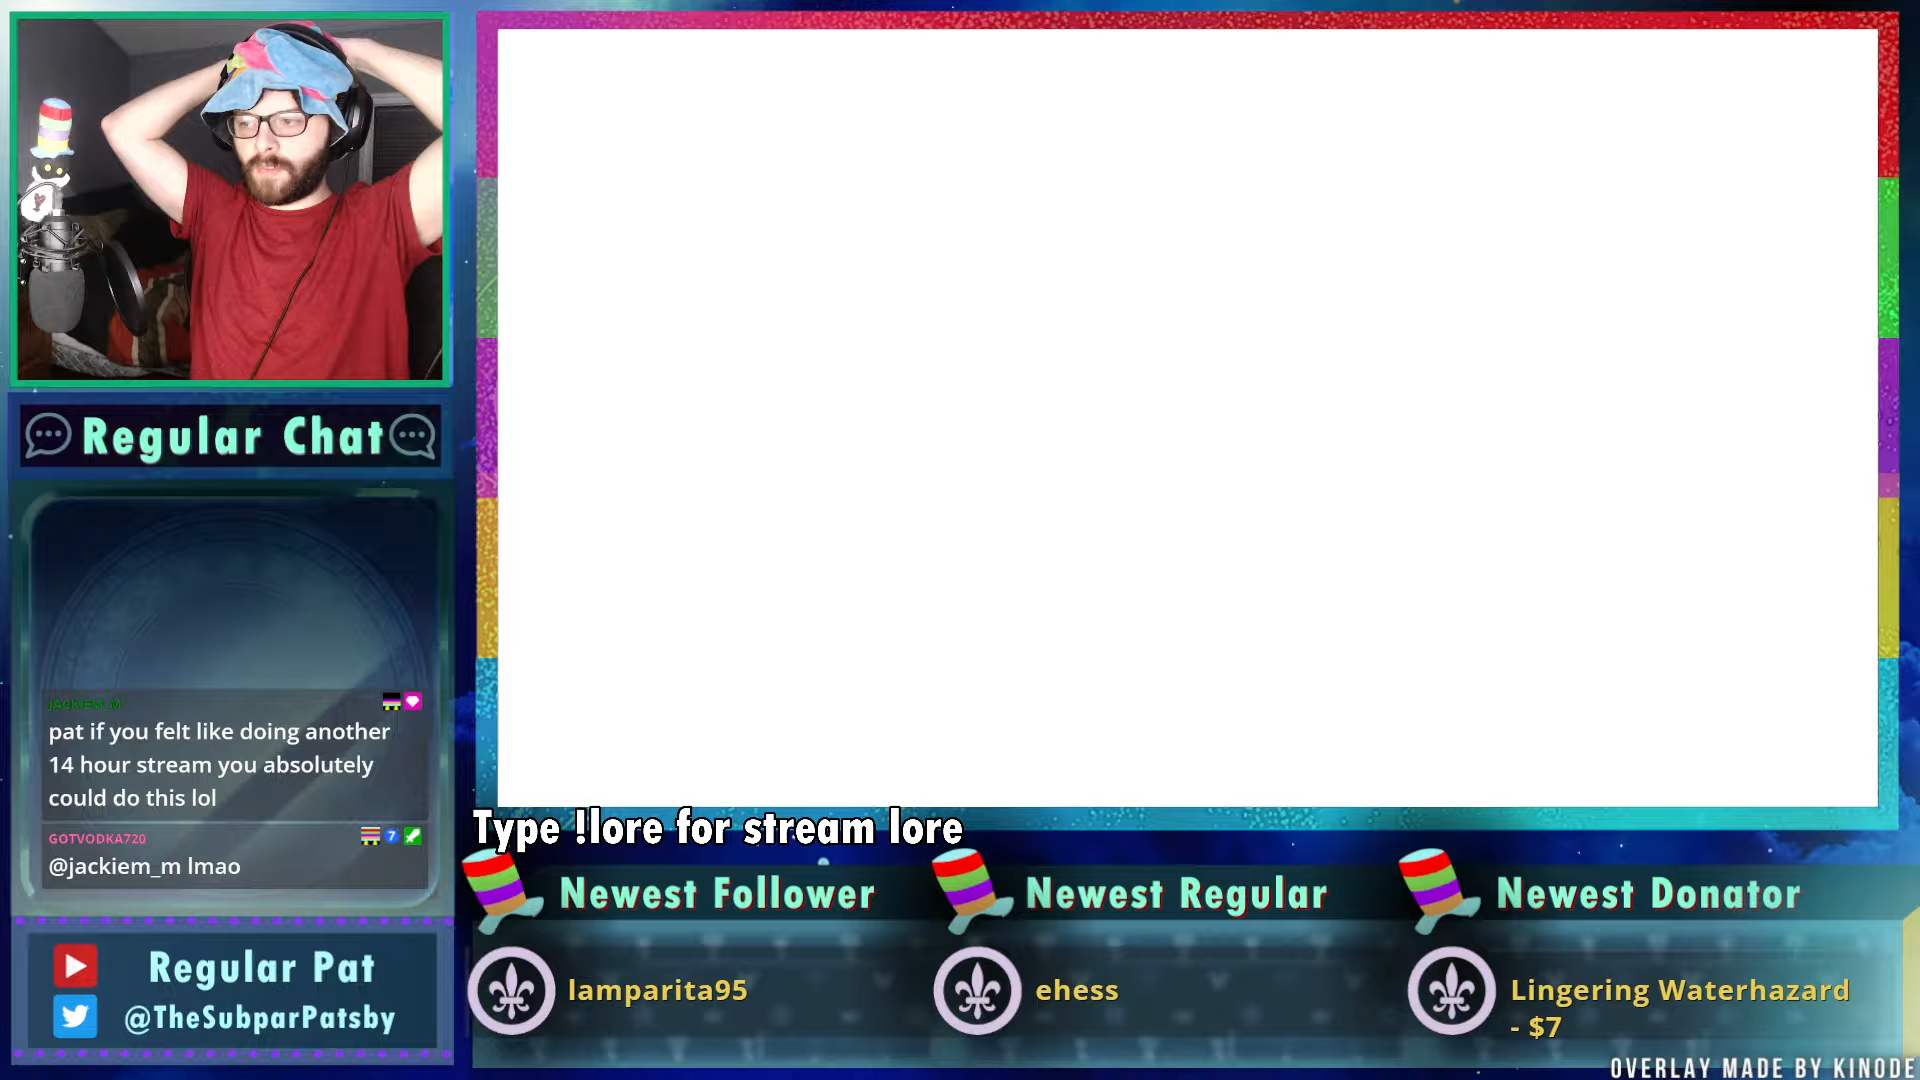 Regular Chat
jackiem_m
pat if you felt like doing another
14 hour stream you absolutely
could do this lol
GOTVODKA720
7
@jackiem_m lmao
Regular Pat
@TheSubparPatsby
Type !lore for stream lore
Newest Follower
lamparita95
Newest Regular
ehess
Newest Donator
Lingering Waterhazard
- $7
OVERLAY MADE BY KINODE